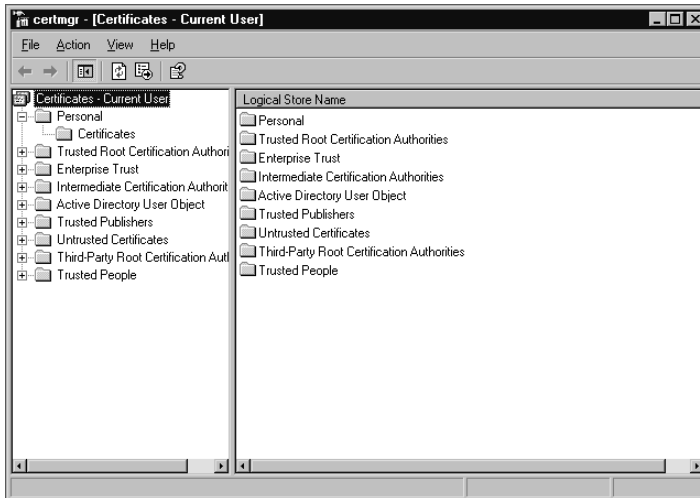 certmgr - [Certificates - Current User]
File Action View Help
Certificates - Current User
Personal
Certificates
Trusted Root Certification Authori
Enterprise Trust
Intermediate Certification Authorit
Active Directory User Object
Trusted Publishers
Untrusted Certificates
Third-Party Root Certification Autl
Trusted People
Logical Store Name
Personal
Trusted Root Certification Authorities
Enterprise Trust
Intermediate Certification Authorities
Active Directory User Object
Trusted Publishers
Untrusted Certificates
Third-Party Root Certification Authorities
Trusted People